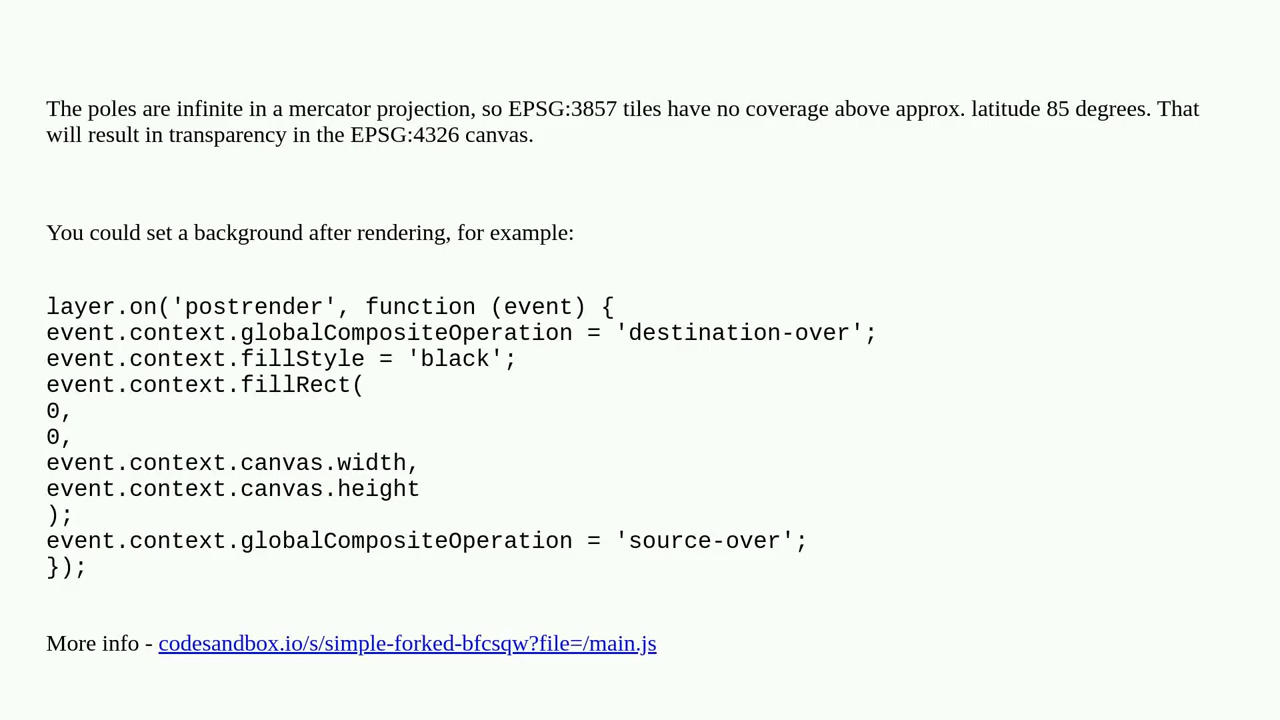 The poles are infinite in a mercator projection, so EPSG:3857 tiles have no coverage above approx. latitude 85 degrees. That
will result in transparency in the EPSG:4326 canvas.
You could set a background after rendering, for example:
layer.on('postrender', function (event) {
event.context.globalCompositeOperation = 'destination-over';
event.context.fillStyle = 'black';
event.context.fillRect(
0,
0,
event.context.canvas.width,
event.context.canvas.height
);
event.context.globalCompositeOperation = 'source-over';
});
More info - codesandbox.io/s/simple-forked-bfcsqw?file=/main.js